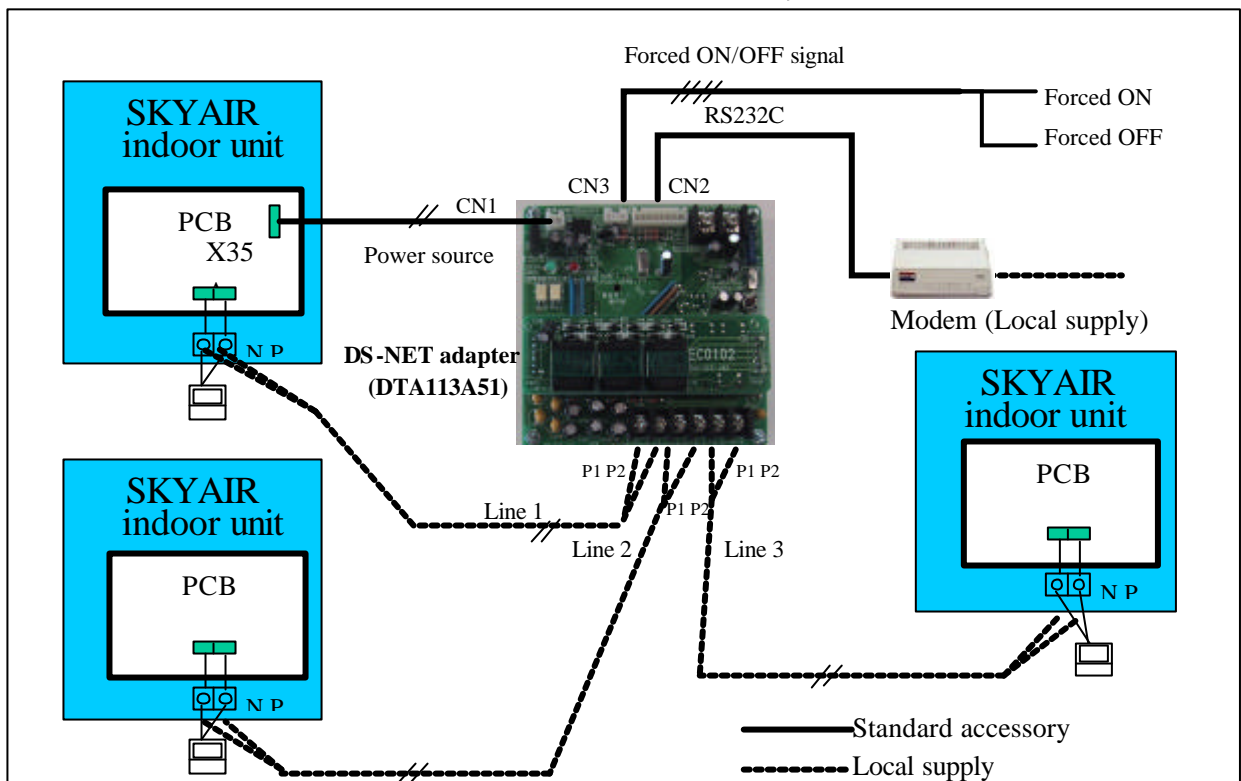 Forced ON/OFF signal
Forced ON
Forced OFF
RS232C
SKYAIR
indoor unit
PCB
X35
N P
CN1
Power source
CN3
CN2
EC0102
DS-NET adapter
(DTA113A51)
Modem (Local supply)
SKYAIR
indoor unit
PCB
N P
P1 P2
P1 P2
P1 P2
Line 1
Line 2
Line 3
SKYAIR
indoor unit
PCB
N P
Standard accessory
Local supply